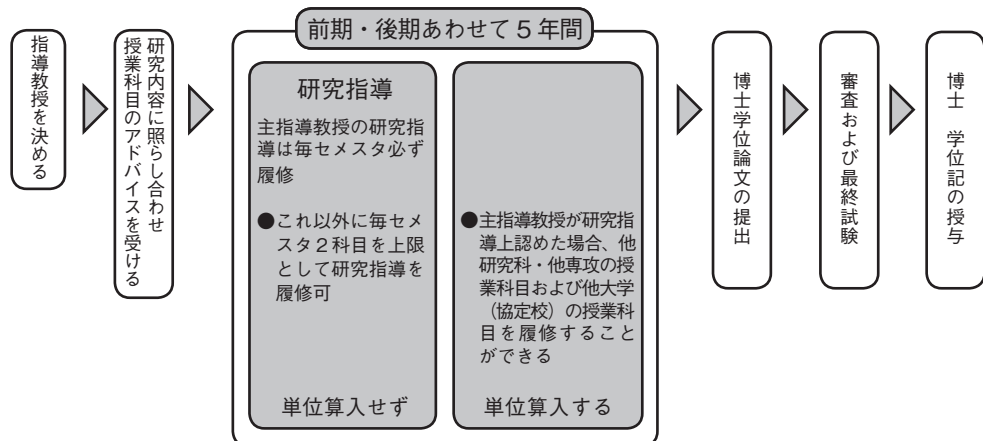 指導教授を決める
研究内容に照らし合わせ
授業科目のアドバイスを受ける
前期・後期あわせて5年間
研究指導
主指導教授の研究指
導は毎セメスタ必ず
履修
●これ以外に毎セメ
スタ2科目を上限
として研究指導を
履修可
単位算入せず
●主指導教授が研究指
導上認めた場合、他
研究科・他専攻の授
業科目および他大学
（協定校）の授業科
目を履修すること
ができる
単位算入する
博士学位論文の提出
審査および最終試験
博士　学位記の授与